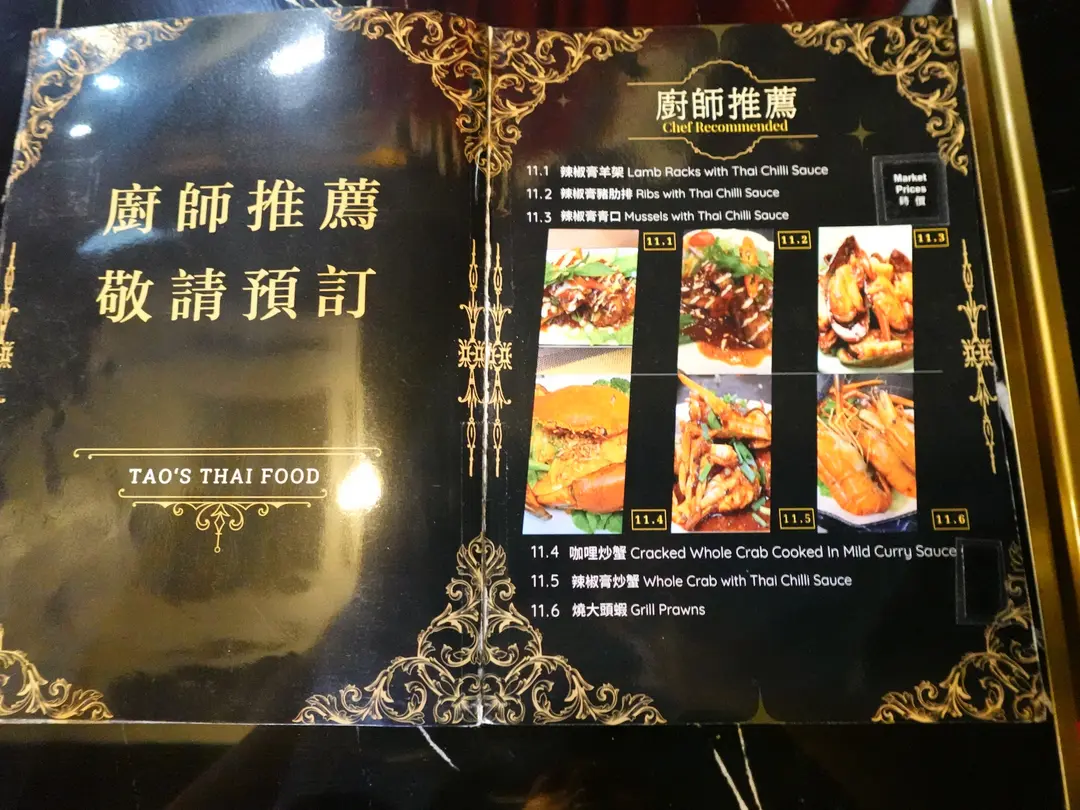 廚師推薦
敬請預訂
TAO'S THAI FOOD
廚師推薦
Chef Recommended
11.1 辣椒膏羊架 Lamb Racks with Thai Chilli Sauce
11.2 辣椒膏豬肋排 Ribs with Thai Chilli Sauce
11.3 辣椒膏青口 Mussels with Thai Chilli Sauce
Market
Prices
時價
11.1
11.2
11.3
11.4
11.5
11.6
11.4 咖哩炒蟹 Cracked Whole Crab Cooked In Mild Curry Sauce
11.5 辣椒膏炒蟹 Whole Crab with Thai Chilli Sauce
11.6 燒大頭蝦 Grill Prawns